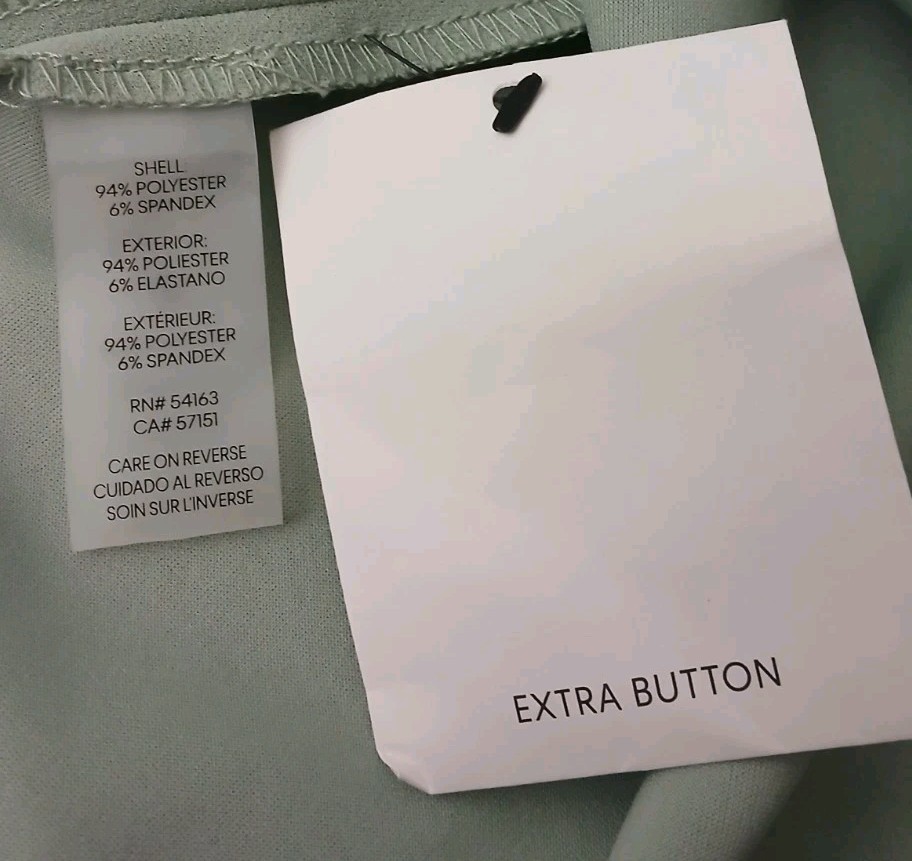 SHELL
94% POLYESTER
6% SPANDEX
EXTERIOR:
94% POLIESTER
6% ELASTANO
EXTÉRIEUR:
94% POLYESTER
6% SPANDEX
RN# 54163
CA# 57151
CARE ON REVERSE
CUIDADO AL REVERSO
SOIN SUR L'INVERSE
EXTRA BUTTON